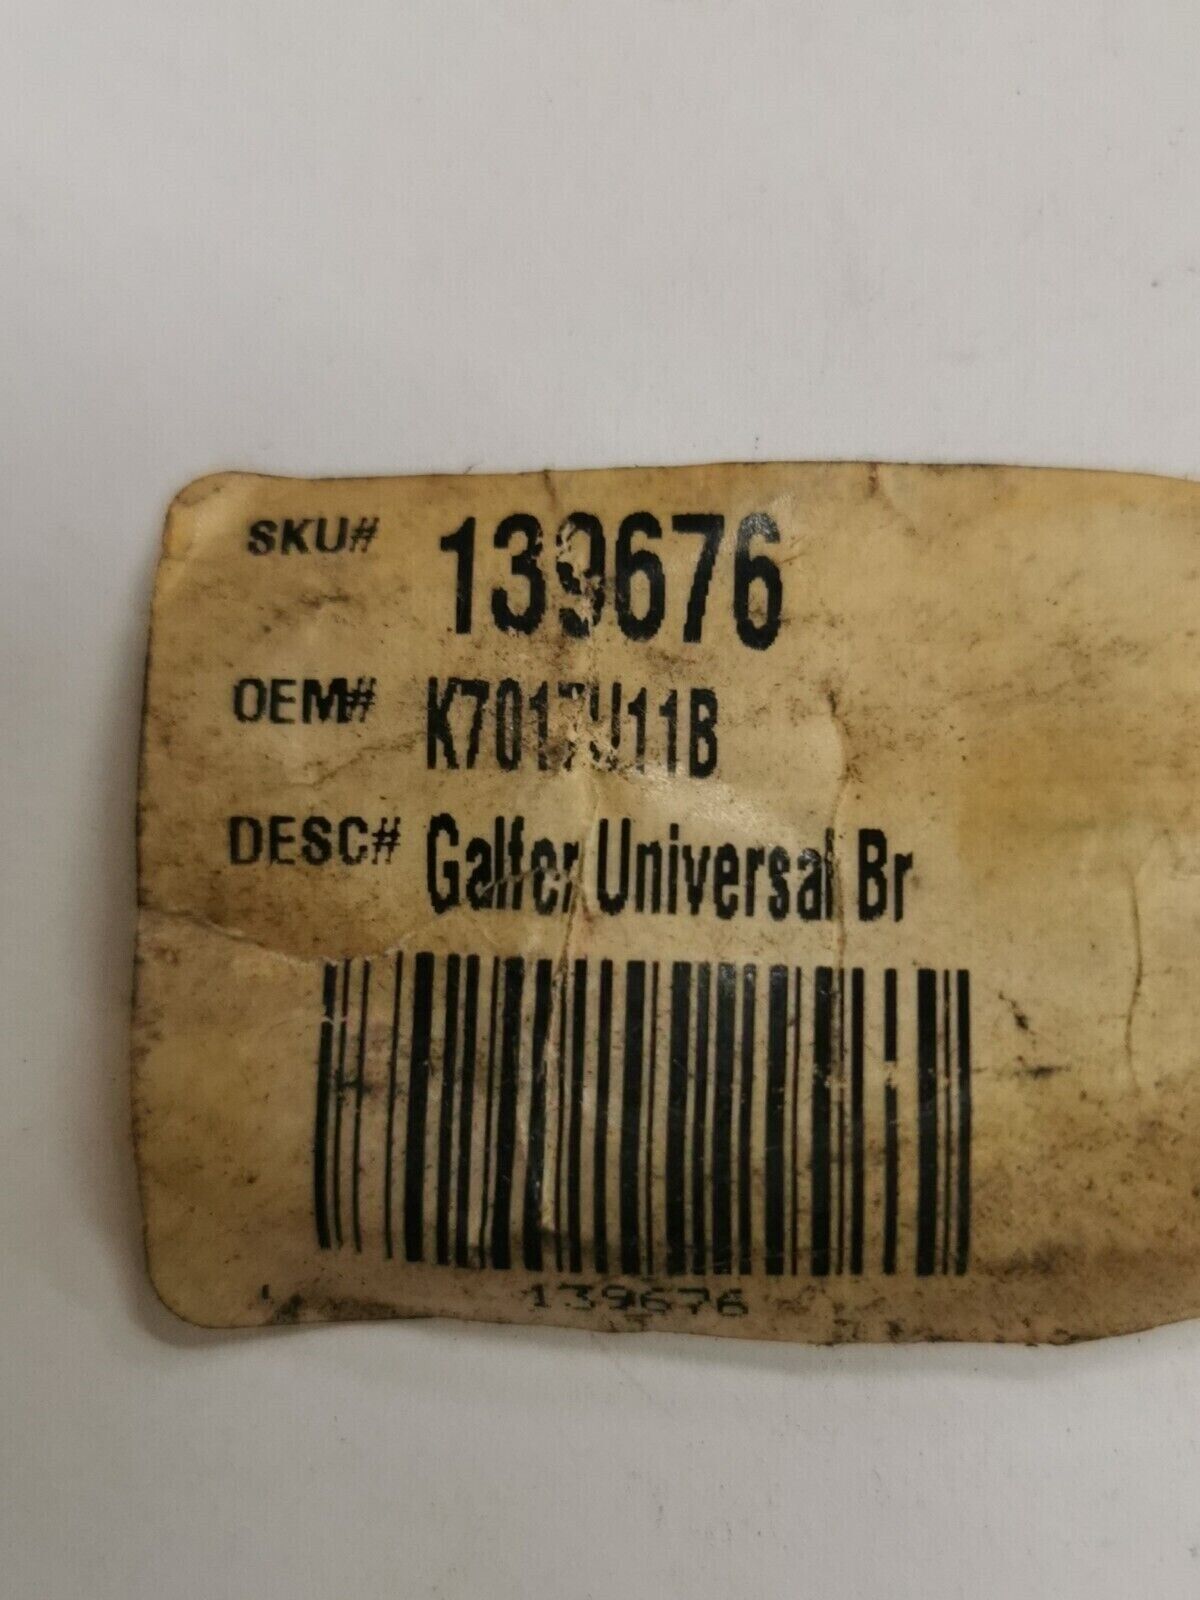 SKU# 139676
OEM# K7017U11B
DESC# Galfer Universal Br
139676